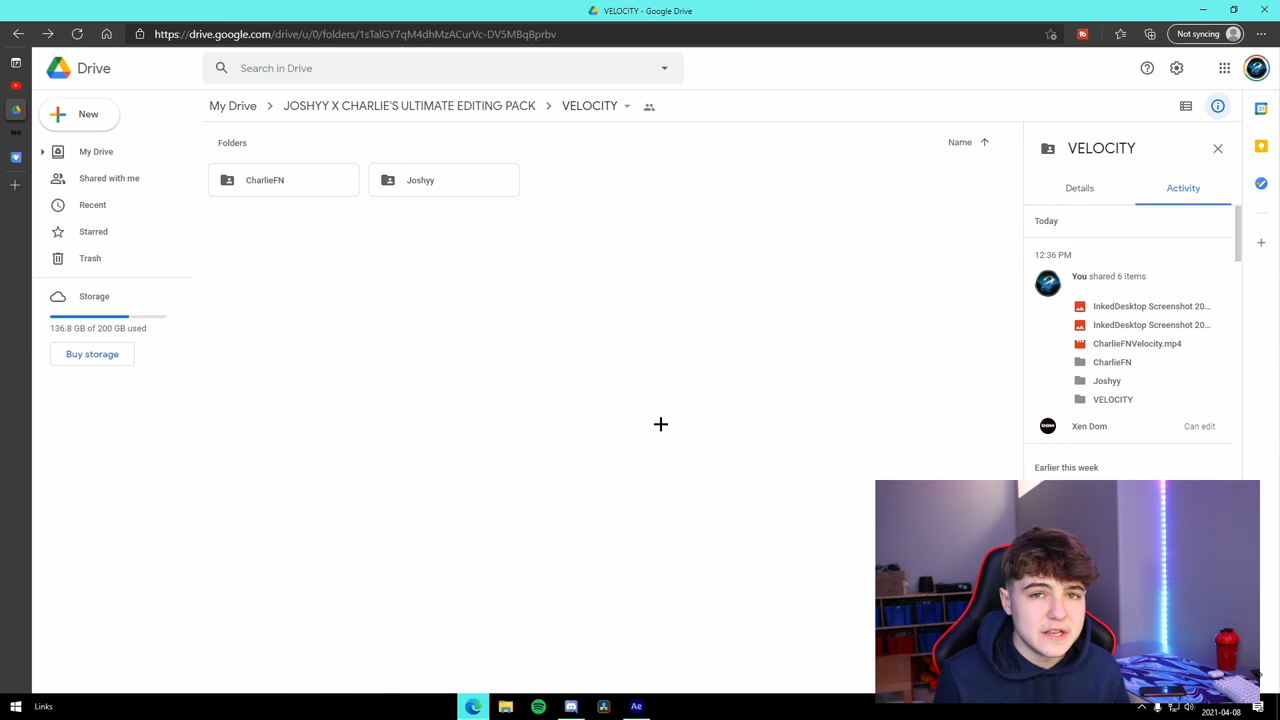 VELOCITY - Google Drive
https://drive.google.com/drive/u/0/folders/1sTalGY7qM4dhMzACurVc-DV5MBqBprbv
Not syncing
Drive
Search in Drive
New
My Drive
Shared with me
Recent
Starred
Trash
Storage
136.8 GB of 200 GB used
Buy storage
My Drive > JOSHYY X CHARLIE'S ULTIMATE EDITING PACK > VELOCITY
Folders
Name
CharlieFN
Joshyy
VELOCITY
Details
Activity
Today
12:36 PM
You shared 6 items
InkedDesktop Screenshot 20...
InkedDesktop Screenshot 20...
CharlieFNVelocity.mp4
CharlieFN
Joshyy
VELOCITY
DOM
Xen Dom
Can edit
Earlier this week
31
Links
Ae
2021-04-08